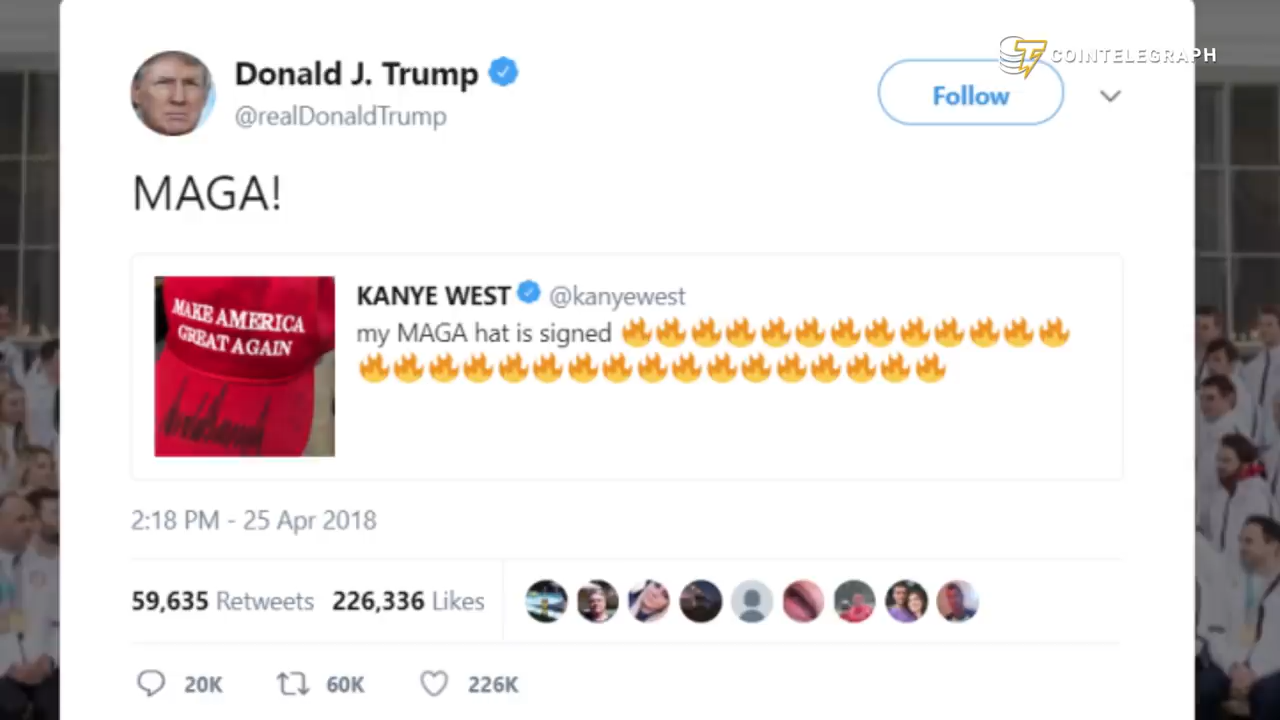 COINTELEGRAPH
Donald J. Trump
@realDonaldTrump
Follow
MAGA!
MAKE AMERICA
GREAT AGAIN
KANYE WEST @kanyewest
my MAGA hat is signed 🔥🔥🔥🔥🔥🔥🔥🔥🔥🔥🔥🔥🔥
🔥🔥🔥🔥🔥🔥🔥🔥🔥🔥🔥🔥🔥🔥🔥🔥🔥
2:18 PM - 25 Apr 2018
59,635 Retweets 226,336 Likes
20K 60K 226K